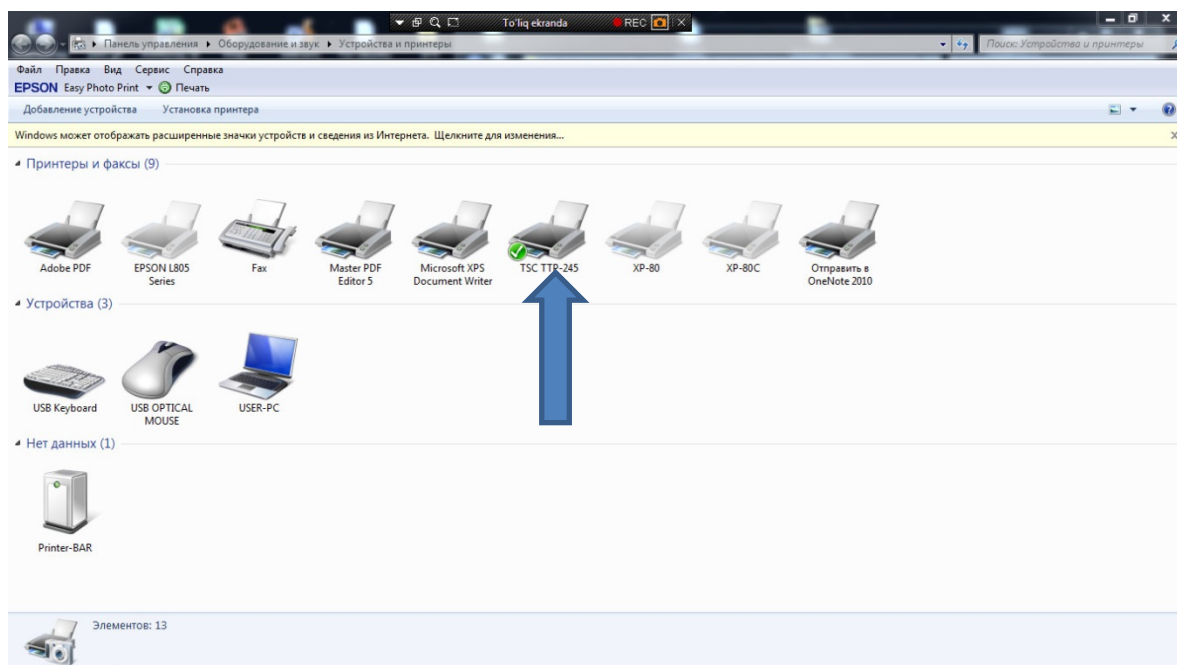 To'liq ekranda REC
Панель управления Оборудование и звук Устройства и принтеры Поиск: Устройства и принтеры
Файл Правка Вид Сервис Справка
EPSON Easy Photo Print Печать
Добавление устройства Установка принтера
Windows может отображать расширенные значки устройств и сведения из Интернета. Щелкните для изменения...
Принтеры и факсы (9)
Adobe PDF
EPSON L805
Series
Fax
Master PDF
Editor 5
Microsoft XPS
Document Writer
TSC TTP-245
XP-80
XP-80C
Отправить в
OneNote 2010
Устройства (3)
USB Keyboard
USB OPTICAL
MOUSE
USER-PC
Нет данных (1)
Printer-BAR
Элементов: 13